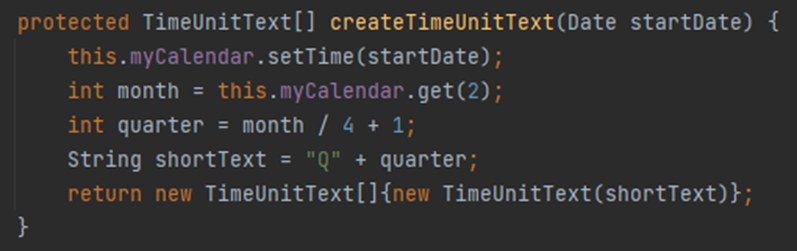 protected TimeUnitText[] createTimeUnitText(Date startDate) {
    this.myCalendar.setTime(startDate);
    int month = this.myCalendar.get(2);
    int quarter = month / 4 + 1;
    String shortText = "Q" + quarter;
    return new TimeUnitText[]{new TimeUnitText(shortText)};
}